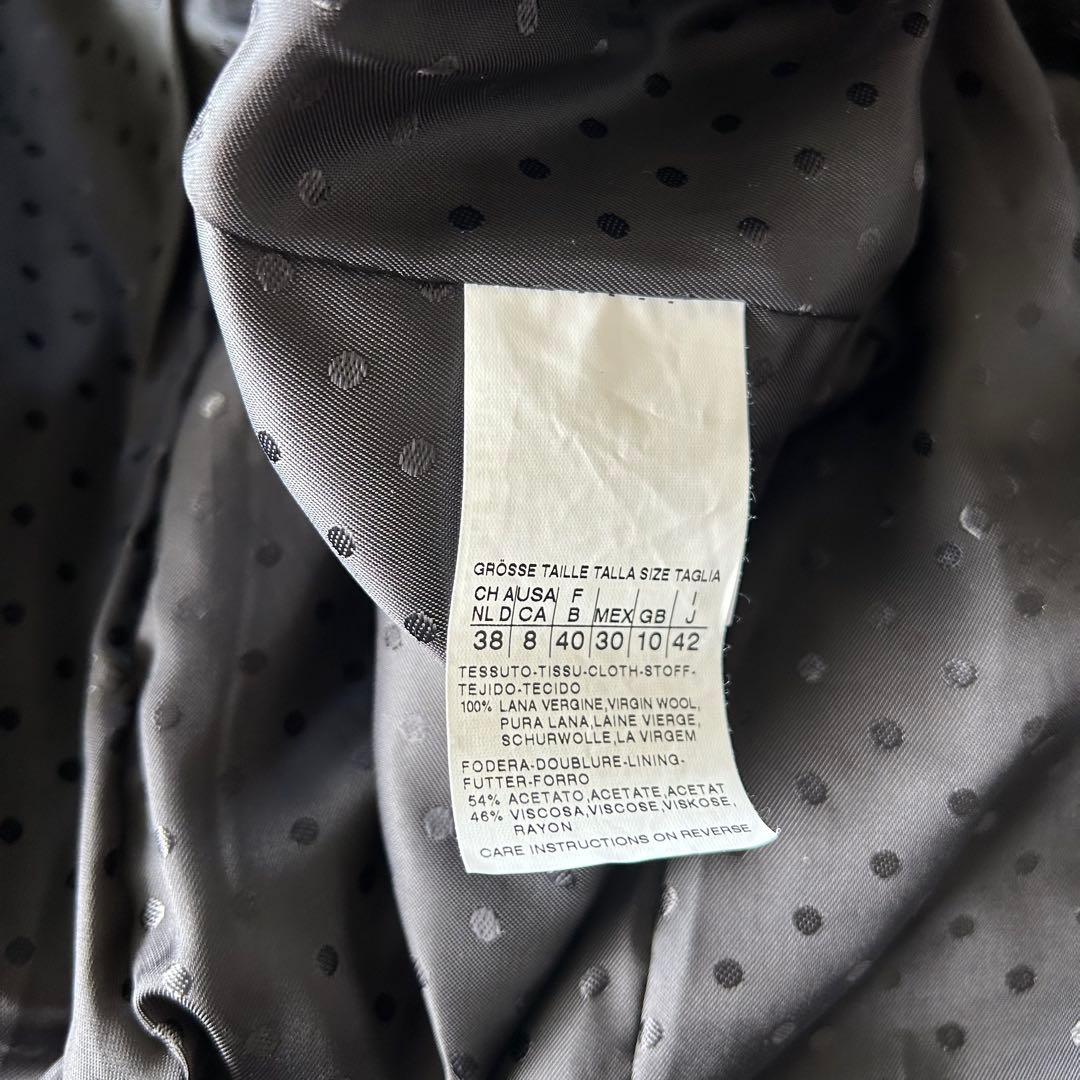 GRÖSSE TAILLE TALLA SIZE TAGLIA
CH A USA F I
NL D CA B MEX GB J
38 8 40 30 10 42
TESSUTO-TISSU-CLOTH-STOFF-
TEJIDO-TECIDO
100% LANA VERGINE,VIRGIN WOOL,
PURA LANA,LAINE VIERGE,
SCHURWOLLE,LA VIRGEM
FODERA-DOUBLURE-LINING-
FUTTER-FORRO
54% ACETATO,ACETATE,ACETAT
46% VISCOSA,VISCOSE,VISKOSE,
RAYON
CARE INSTRUCTIONS ON REVERSE